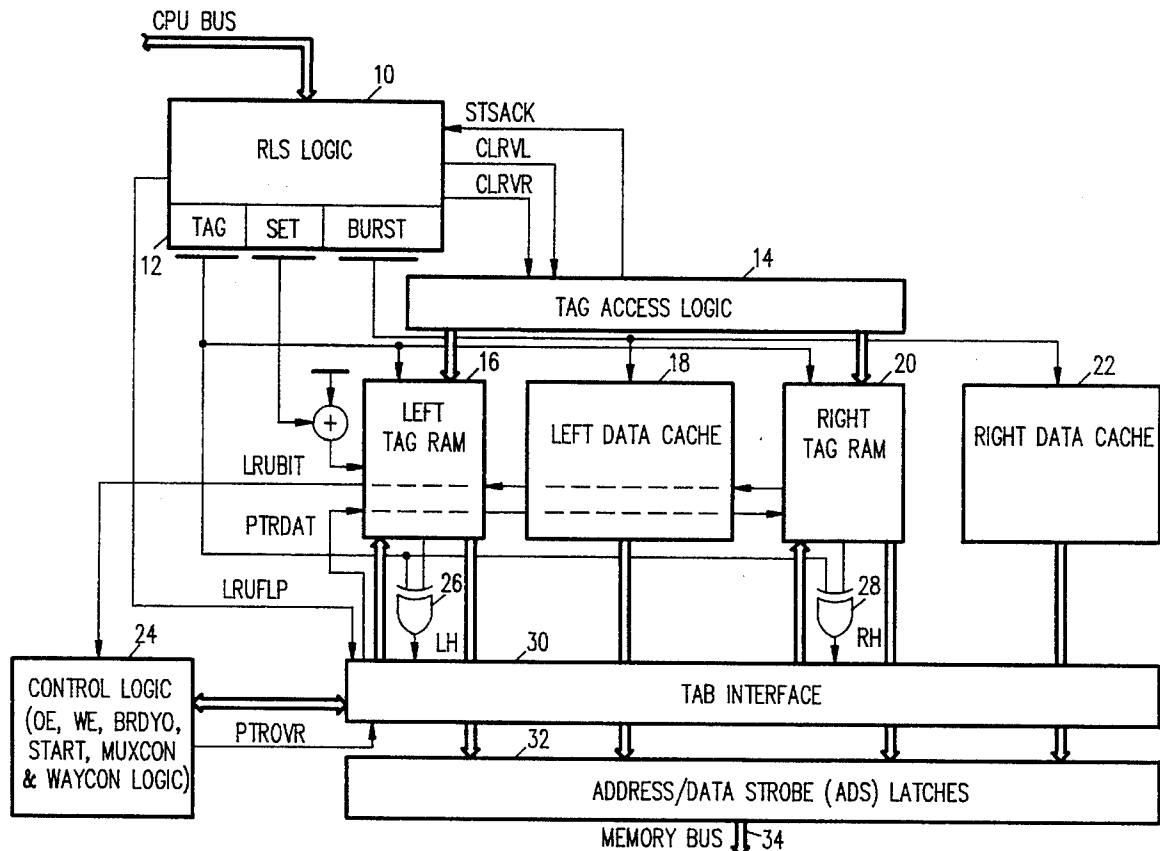 CPU BUS
10
STSACK
RLS LOGIC
CLRVL
CLRVR
TAG
SET
BURST
12
14
TAG ACCESS LOGIC
16
18
20
22
LEFT
TAG RAM
LEFT DATA CACHE
RIGHT
TAG RAM
RIGHT DATA CACHE
+
LRUBIT
PTRDAT
26
28
LRUFLP
LH
RH
24
30
CONTROL LOGIC
(OE, WE, BRDYO,
START, MUXCON
& WAYCON LOGIC)
TAB INTERFACE
PTROVR
32
ADDRESS/DATA STROBE (ADS) LATCHES
MEMORY BUS
34